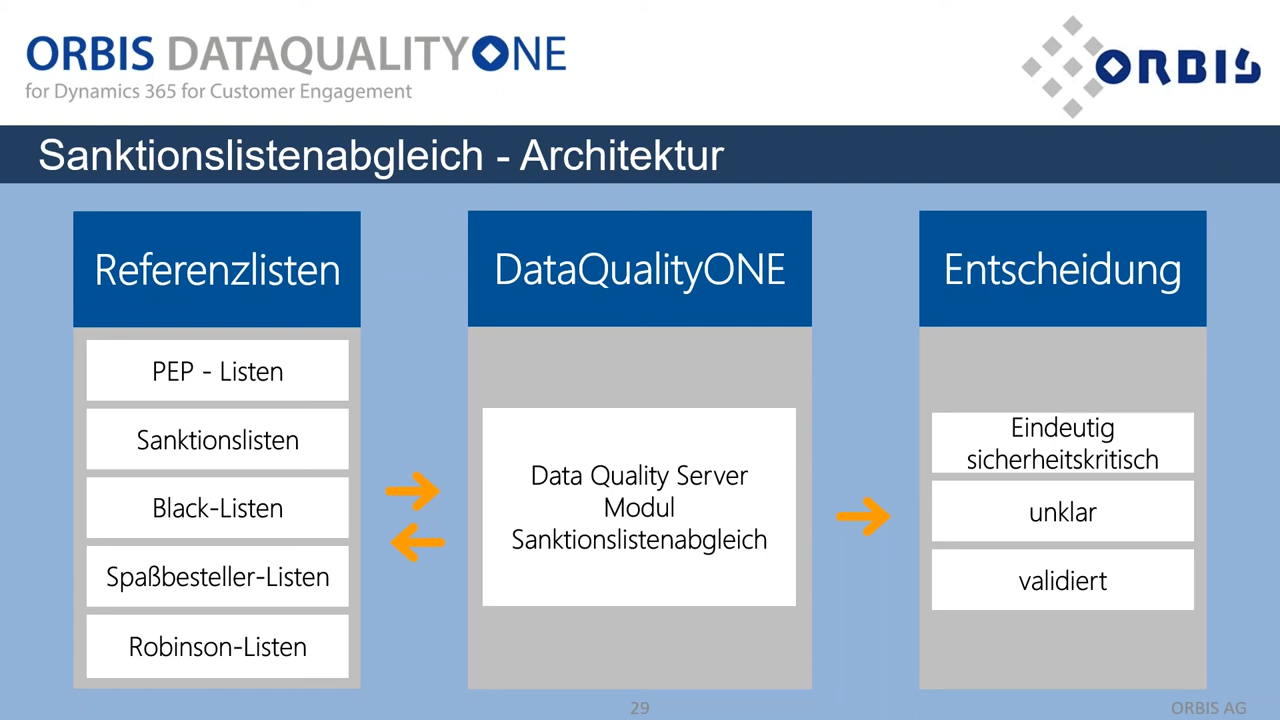 ORBIS DATAQUALITYONE
for Dynamics 365 for Customer Engagement
ORBIS
Sanktionslistenabgleich - Architektur
Referenzlisten
PEP - Listen
Sanktionslisten
Black-Listen
Spaßbesteller-Listen
Robinson-Listen
DataQualityONE
Data Quality Server
Modul
Sanktionslistenabgleich
Entscheidung
Eindeutig
sicherheitskritisch
unklar
validiert
29
ORBIS AG